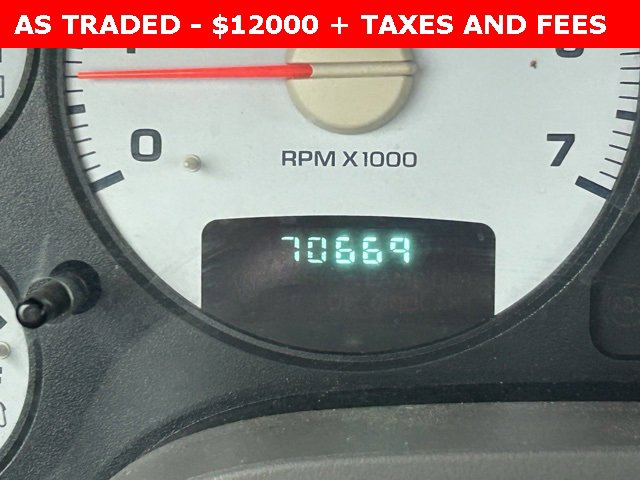 AS TRADED - $12000 + TAXES AND FEES
0
7
RPM X1000
70669